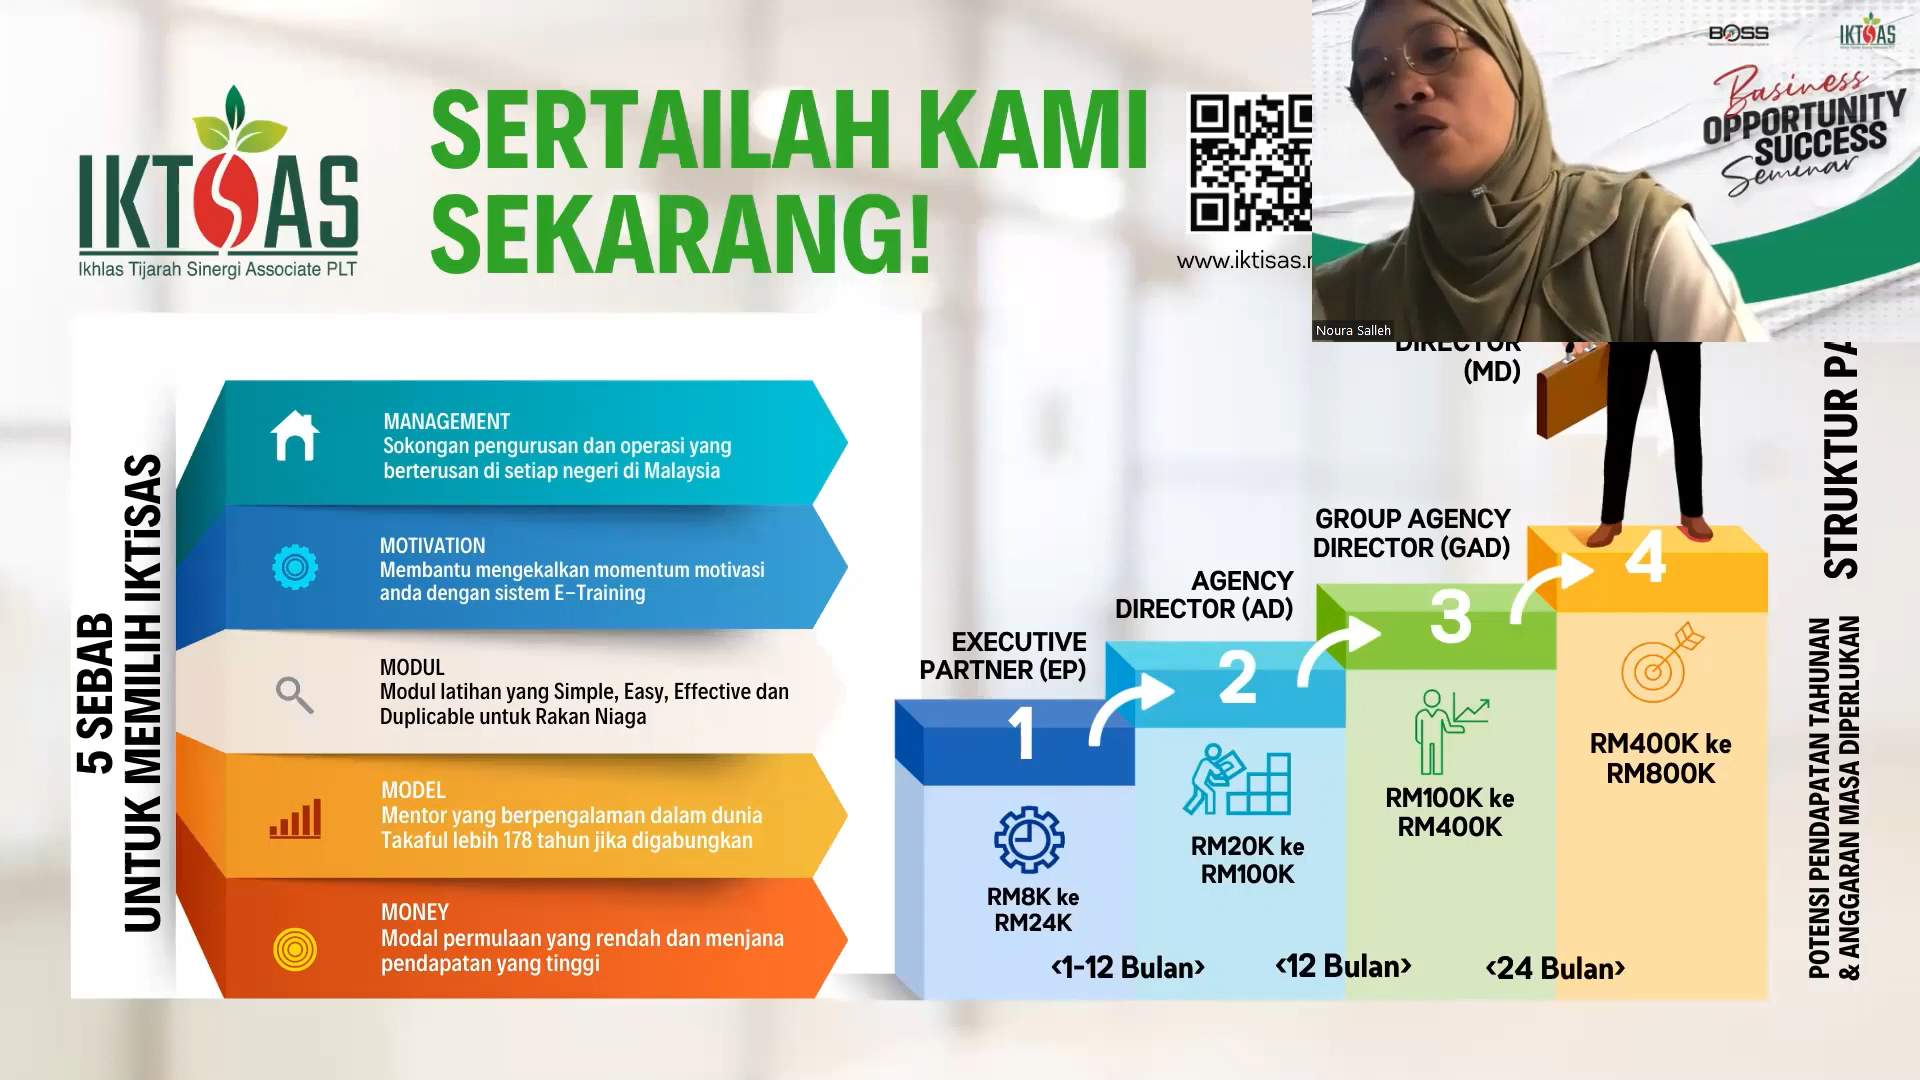 IKTiSAS
Ikhlas Tijarah Sinergi Associate PLT
SERTAILAH KAMI
SEKARANG!
www.iktisas.
BOSS
IKTiSAS
Business
OPPORTUNITY
SUCCESS
Seminar
Noura Salleh
5 SEBAB
UNTUK MEMILIH IKTiSAS
MANAGEMENT
Sokongan pengurusan dan operasi yang
berterusan di setiap negeri di Malaysia
MOTIVATION
Membantu mengekalkan momentum motivasi
anda dengan sistem E-Training
MODUL
Modul latihan yang Simple, Easy, Effective dan
Duplicable untuk Rakan Niaga
MODEL
Mentor yang berpengalaman dalam dunia
Takaful lebih 178 tahun jika digabungkan
MONEY
Modal permulaan yang rendah dan menjana
pendapatan yang tinggi
EXECUTIVE
PARTNER (EP)
1
RM8K ke
RM24K
AGENCY
DIRECTOR (AD)
2
RM20K ke
RM100K
GROUP AGENCY
DIRECTOR (GAD)
3
RM100K ke
RM400K
DIRECTOR
(MD)
4
RM400K ke
RM800K
<1-12 Bulan>
<12 Bulan>
<24 Bulan>
STRUKTUR
POTENSI PENDAPATAN TAHUNAN
& ANGGARAN MASA DIPERLUKAN